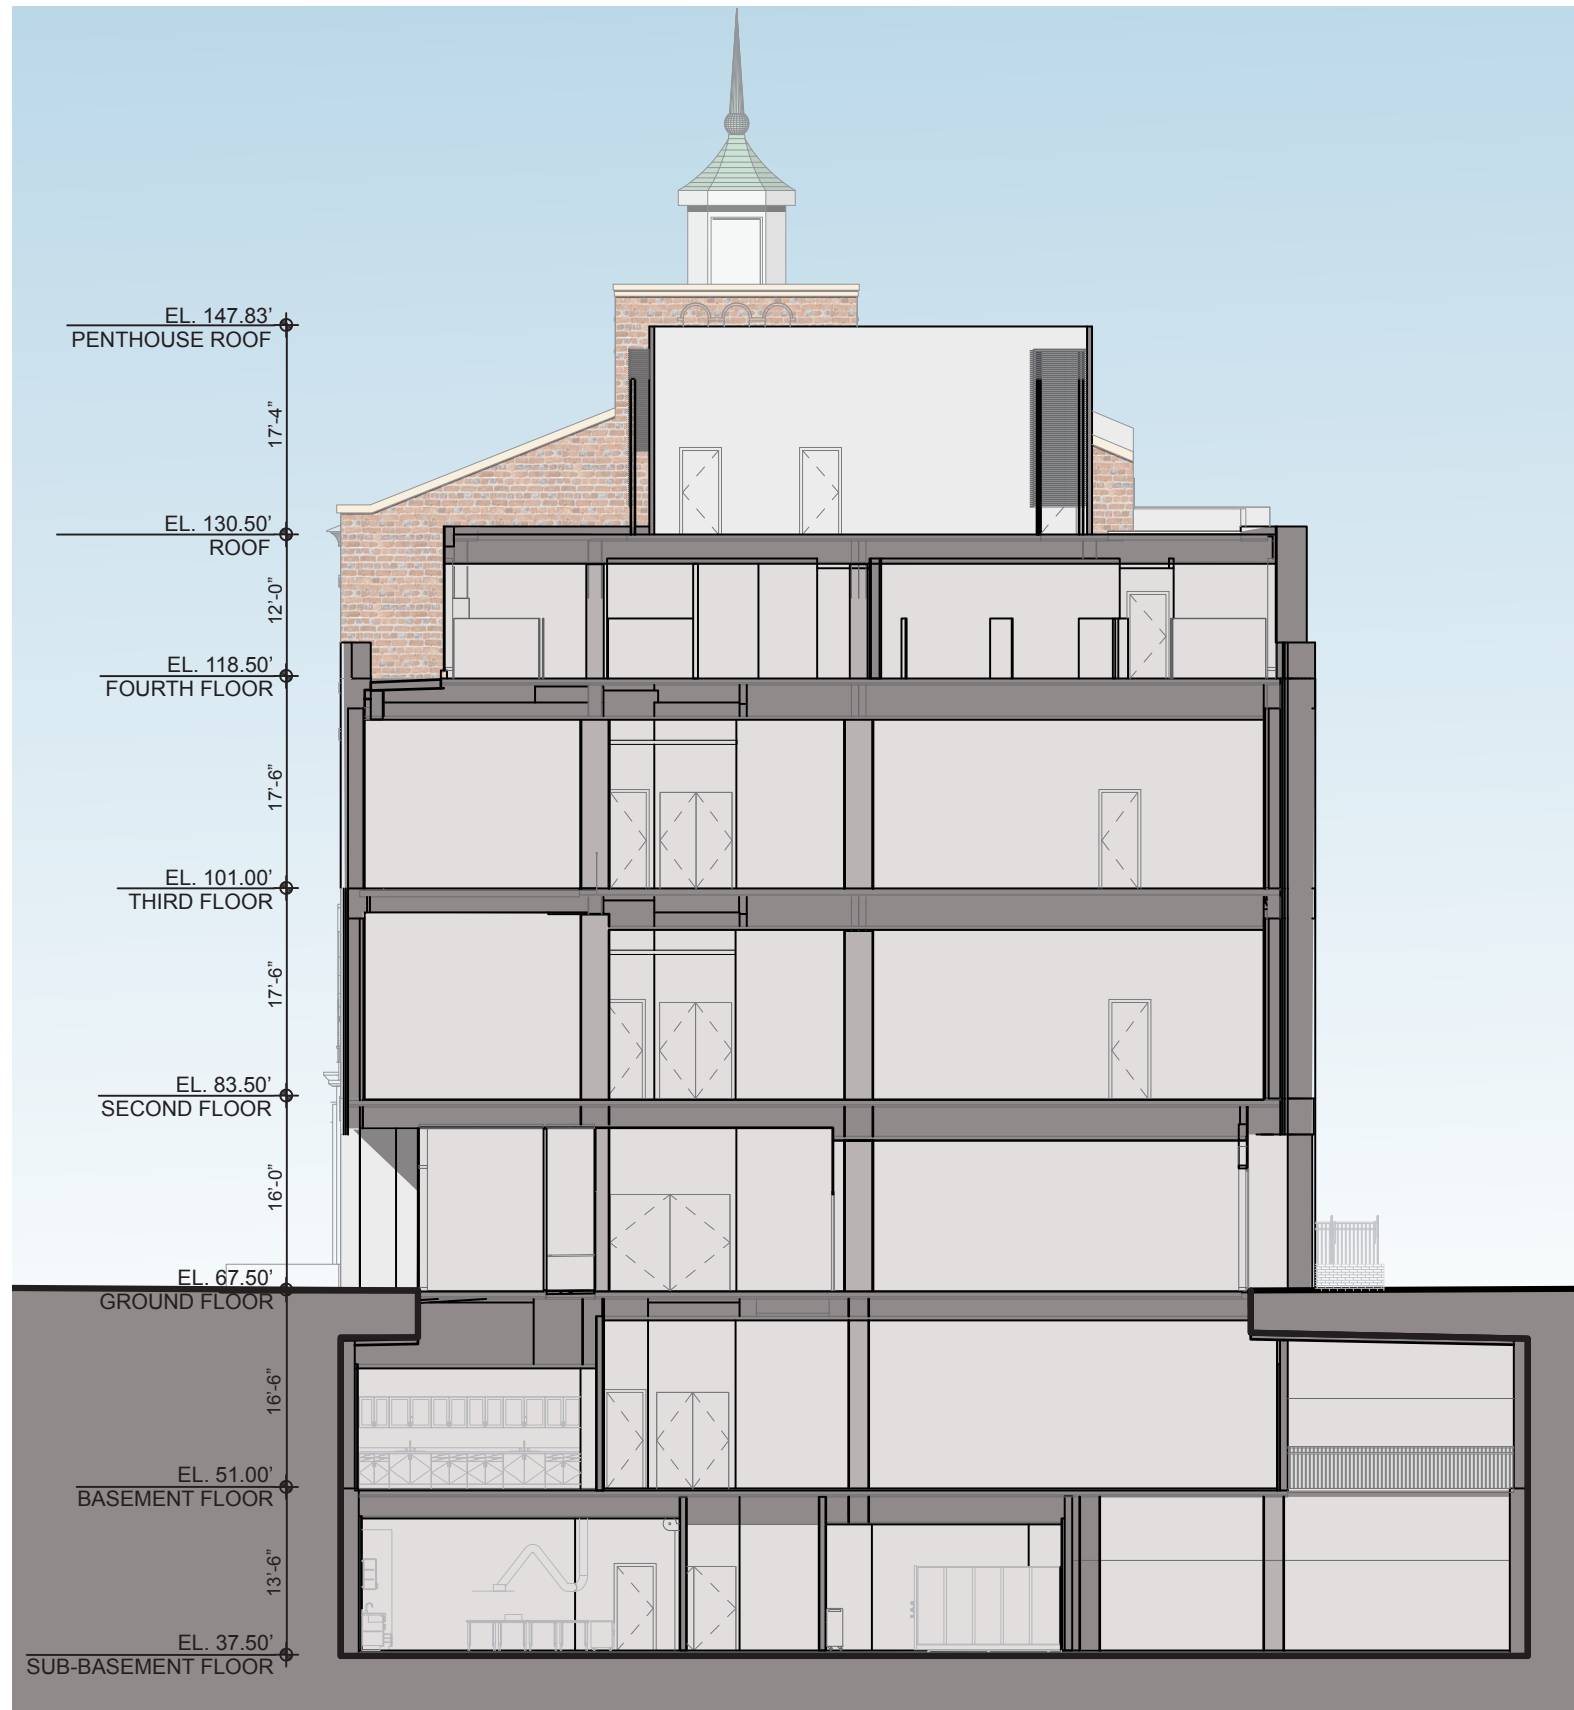 EL. 147.83’
PENTHOUSE ROOF
17’-4”
EL. 130.50’
ROOF
12’-0”
EL. 118.50’
FOURTH FLOOR
17’-6”
EL. 101.00’
THIRD FLOOR
17’-6”
EL. 83.50’
SECOND FLOOR
16’-0”
EL. 67.50’
GROUND FLOOR
16’-6”
EL. 51.00’
BASEMENT FLOOR
13’-6”
EL. 37.50’
SUB-BASEMENT FLOOR